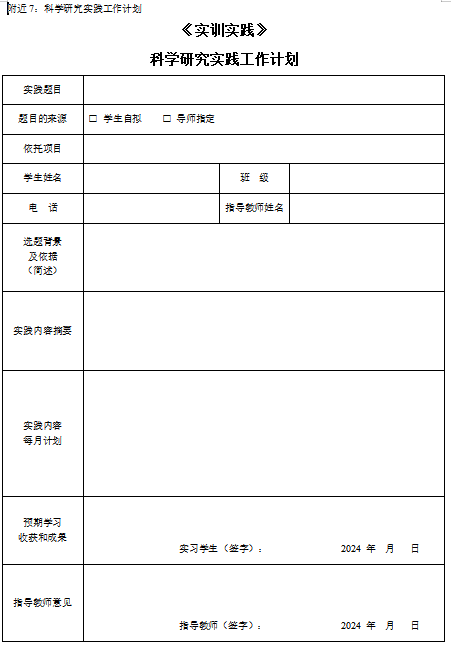 附近7：科学研究实践工作计划
《实训实践》
科学研究实践工作计划
实践题目
题目的来源 □ 学生自拟 □ 导师指定
依托项目
学生姓名 班 级
电 话 指导教师姓名
选题背景
及依据
（简述）
实践内容摘要
实践内容
每月计划
预期学习
收获和成果
实习学生（签字）： 2024 年 月 日
指导教师意见
指导教师（签字）： 2024 年 月 日